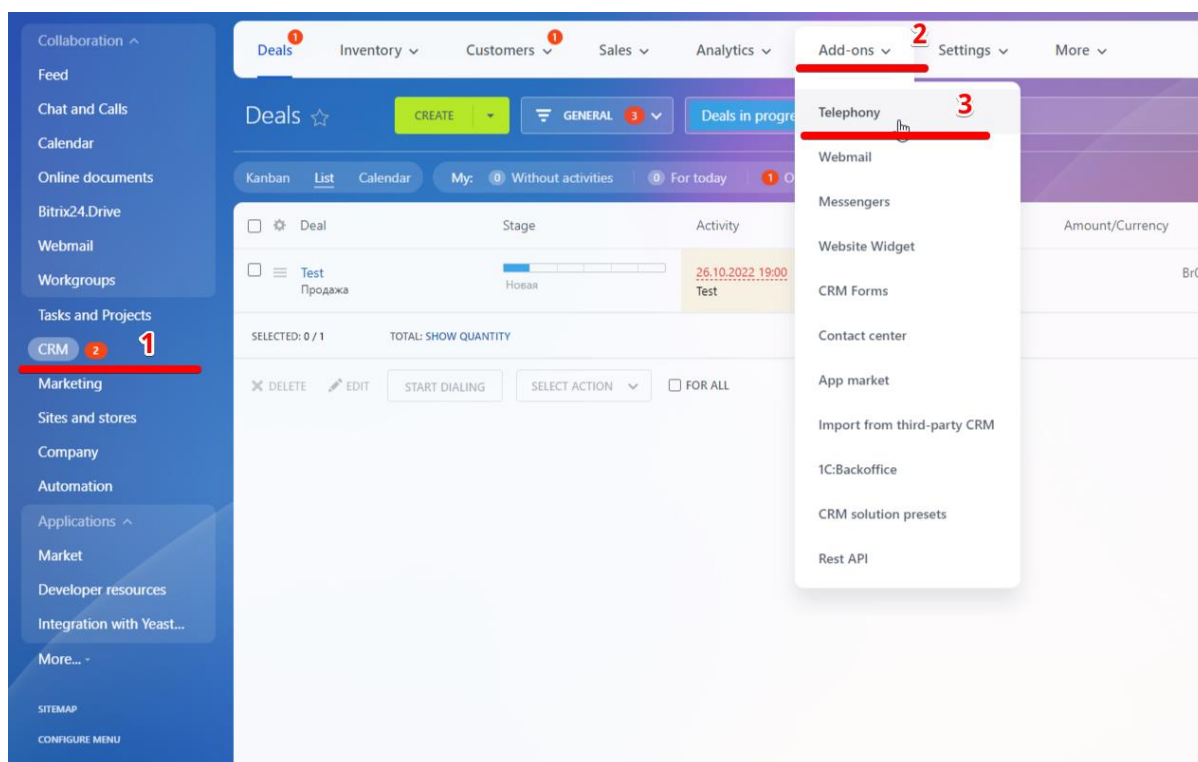 Collaboration
Feed
Chat and Calls
Calendar
Online documents
Bitrix24.Drive
Webmail
Workgroups
Tasks and Projects
CRM 2 1
Marketing
Sites and stores
Company
Automation
Applications
Market
Developer resources
Integration with Yeast...
More... -
SITEMAP
CONFIGURE MENU
Deals 1 Inventory Customers 1 Sales Analytics Add-ons 2 Settings More
Deals CREATE GENERAL 3 Deals in progre
Kanban List Calendar My: 0 Without activities 0 For today 1 O
Deal Stage Activity Amount/Currency
Test 26.10.2022 19:00 Br0
Продажа Новая Test
SELECTED: 0 / 1 TOTAL: SHOW QUANTITY
DELETE EDIT START DIALING SELECT ACTION FOR ALL
Telephony 3
Webmail
Messengers
Website Widget
CRM Forms
Contact center
App market
Import from third-party CRM
1C:Backoffice
CRM solution presets
Rest API